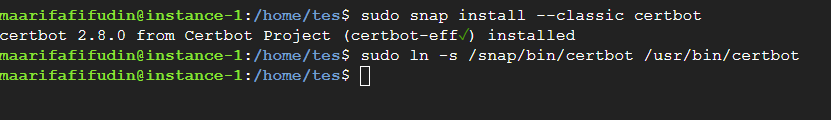 maarifafifudin@instance-1:/home/tes$ sudo snap install --classic certbot
certbot 2.8.0 from Certbot Project (certbot-eff✓) installed
maarifafifudin@instance-1:/home/tes$ sudo ln -s /snap/bin/certbot /usr/bin/certbot
maarifafifudin@instance-1:/home/tes$